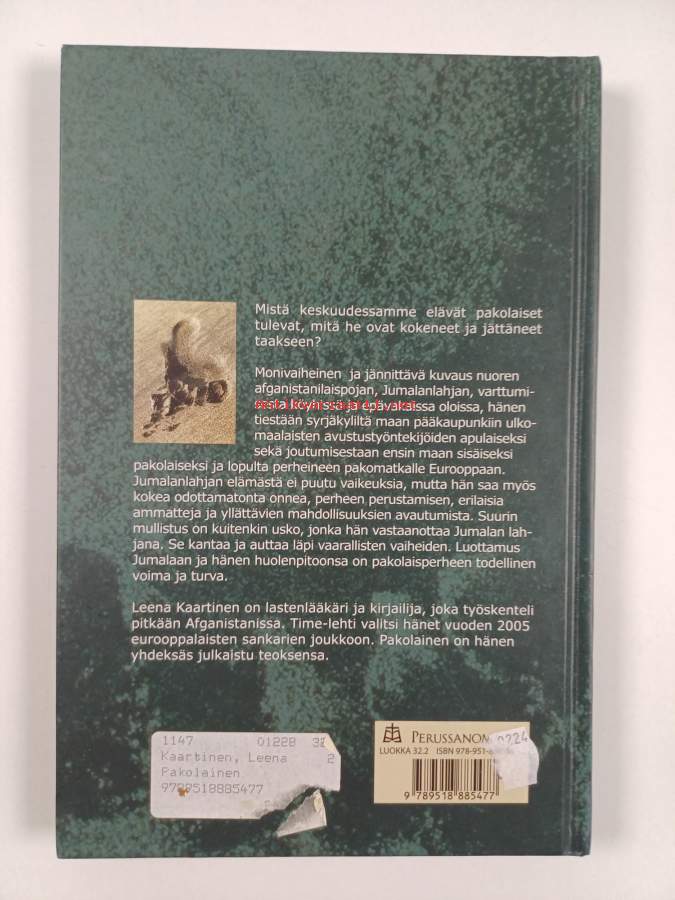 Mistä keskuudessamme elävät pakolaiset
tulevat, mitä he ovat kokeneet ja jättäneet
taakseen?
Monivaiheinen ja jännittävä kuvaus nuoren
afganistanilaispojan, Jumalanlahjan, varttumi-
sesta köyhissä ja epävakaissa oloissa, hänen
tiestään syrjäkyliltä maan pääkaupunkiin ulko-
maalaisten avustustyöntekijöiden apulaiseksi
sekä joutumisestaan ensin maan sisäiseksi
pakolaiseksi ja lopulta perheineen pakomatkalle Eurooppaan.
Jumalanlahjan elämästä ei puutu vaikeuksia, mutta hän saa myös
kokea odottamatonta onnea, perheen perustamisen, erilaisia
ammatteja ja yllättävien mahdollisuuksien avautumista. Suurin
mullistus on kuitenkin usko, jonka hän vastaanottaa Jumalan lah-
jana. Se kantaa ja auttaa läpi vaarallisten vaiheiden. Luottamus
Jumalaan ja hänen huolenpitoonsa on pakolaisperheen todellinen
voima ja turva.
Leena Kaartinen on lastenlääkäri ja kirjailija, joka työskenteli
pitkään Afganistanissa. Time-lehti valitsi hänet vuoden 2005
eurooppalaisten sankarien joukkoon. Pakolainen on hänen
yhdeksäs julkaistu teoksensa.
1147 01228 32
Kaartinen, Leena 2
Pakolainen
9789518885477
PERUSSANOM
LUOKKA 32.2 ISBN 978-951-
0224
9 789518 885477